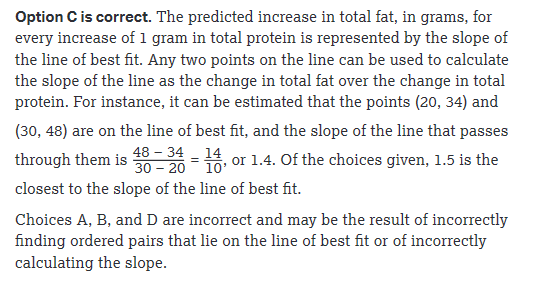 Option C is correct. The predicted increase in total fat, in grams, for
every increase of 1 gram in total protein is represented by the slope of
the line of best fit. Any two points on the line can be used to calculate
the slope of the line as the change in total fat over the change in total
protein. For instance, it can be estimated that the points (20, 34) and
(30, 48) are on the line of best fit, and the slope of the line that passes
through them is \frac{48 − 34}{30 − 20} = \frac{14}{10}, or 1.4. Of the choices given, 1.5 is the
closest to the slope of the line of best fit.
Choices A, B, and D are incorrect and may be the result of incorrectly
finding ordered pairs that lie on the line of best fit or of incorrectly
calculating the slope.